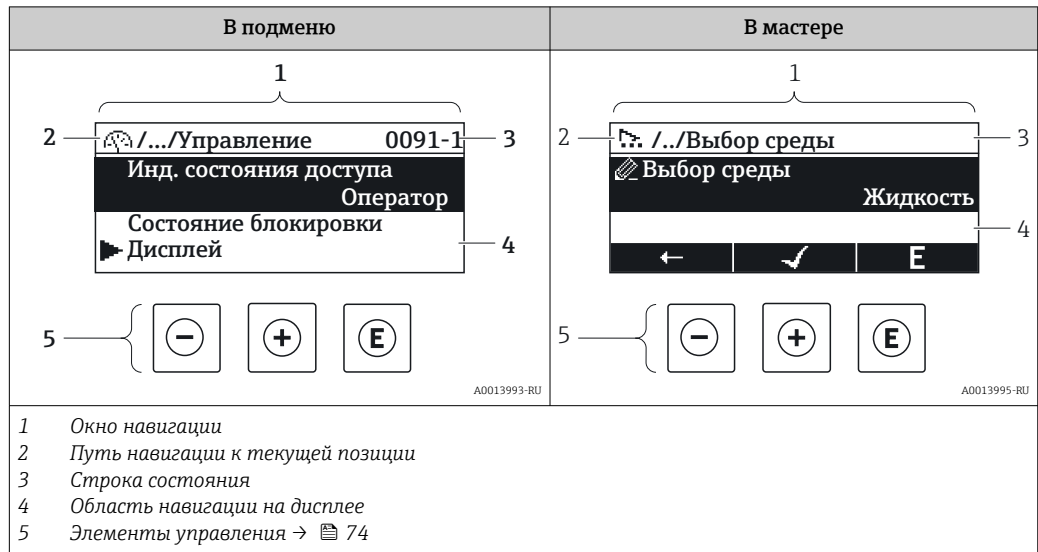 В подменю
В мастере
1
2
/.../Управление 0091-1
3
Инд. состояния доступа
Оператор
Состояние блокировки
Дисплей
4
5
E
A0013993-RU
1
2
/../Выбор среды
3
Выбор среды
Жидкость
4
E
5
E
A0013995-RU
1 Окно навигации
2 Путь навигации к текущей позиции
3 Строка состояния
4 Область навигации на дисплее
5 Элементы управления → 74